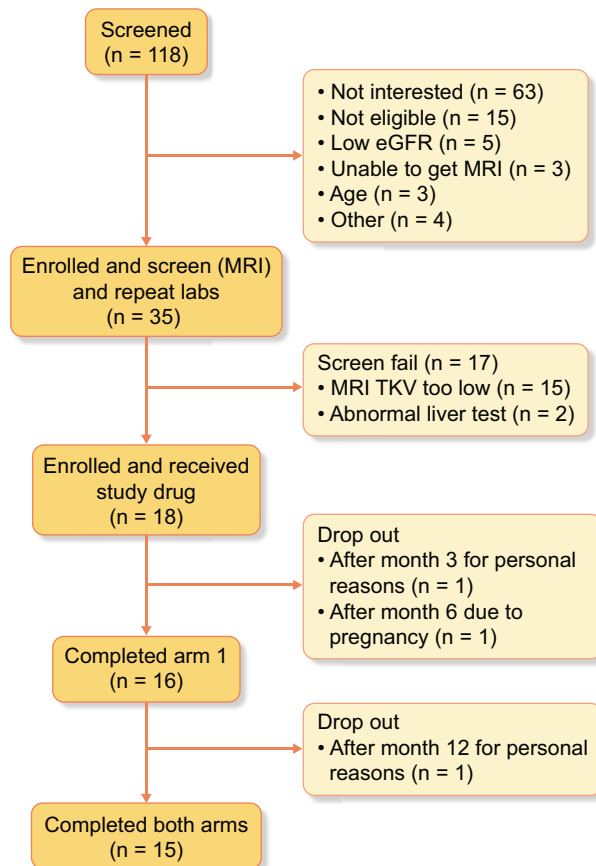 Screened
(n = 118)
• Not interested (n = 63)
• Not eligible (n = 15)
• Low eGFR (n = 5)
• Unable to get MRI (n = 3)
• Age (n = 3)
• Other (n = 4)
Enrolled and screen (MRI)
and repeat labs
(n = 35)
Screen fail (n = 17)
• MRI TKV too low (n = 15)
• Abnormal liver test (n = 2)
Enrolled and received
study drug
(n = 18)
Drop out
• After month 3 for personal
reasons (n = 1)
• After month 6 due to
pregnancy (n = 1)
Completed arm 1
(n = 16)
Drop out
• After month 12 for personal
reasons (n = 1)
Completed both arms
(n = 15)